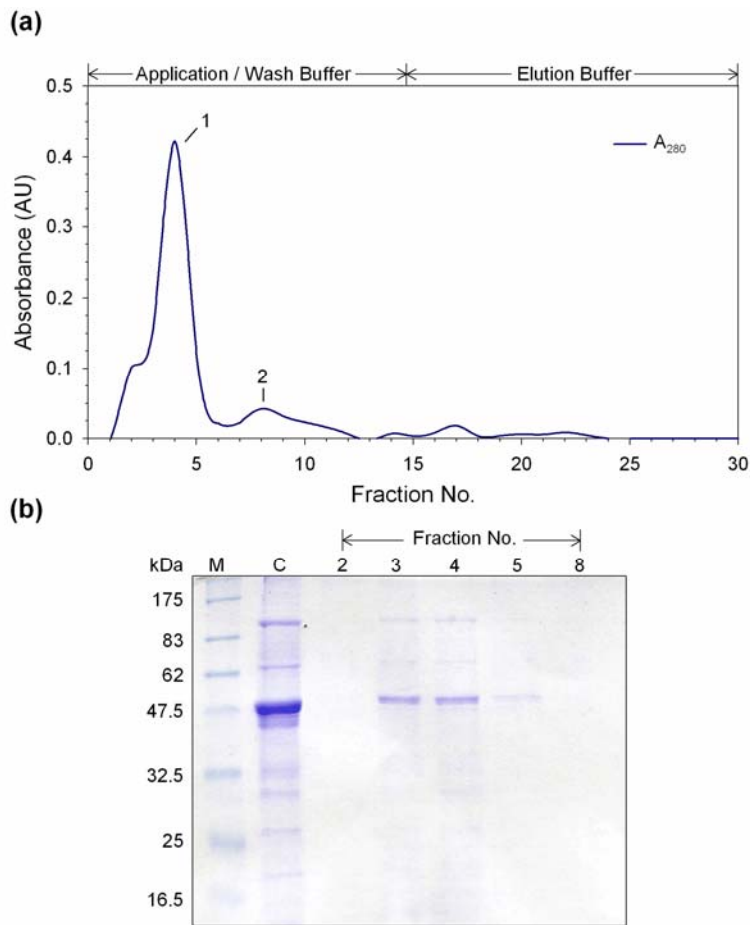 (a)
Application / Wash Buffer Elution Buffer
0.5
0.4
0.3
0.2
0.1
0.0
Absorbance (AU)
1
2
A₂₈₀
0 5 10 15 20 25 30
Fraction No.
(b)
Fraction No.
kDa M C 2 3 4 5 8
175
83
62
47.5
32.5
25
16.5